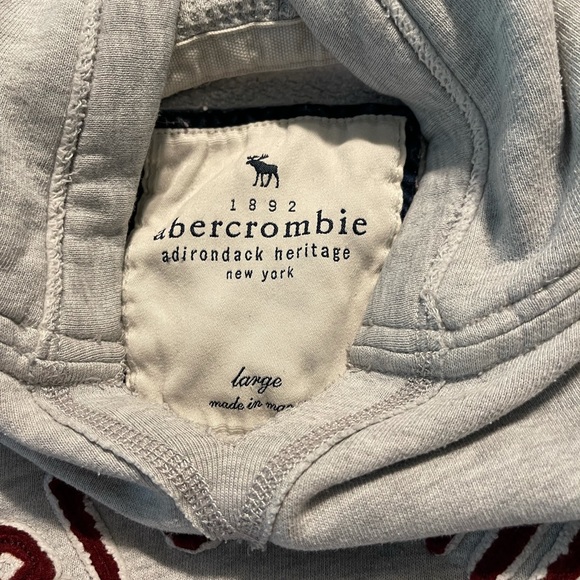 1892
abercrombie
adirondack heritage
new york
large
made in